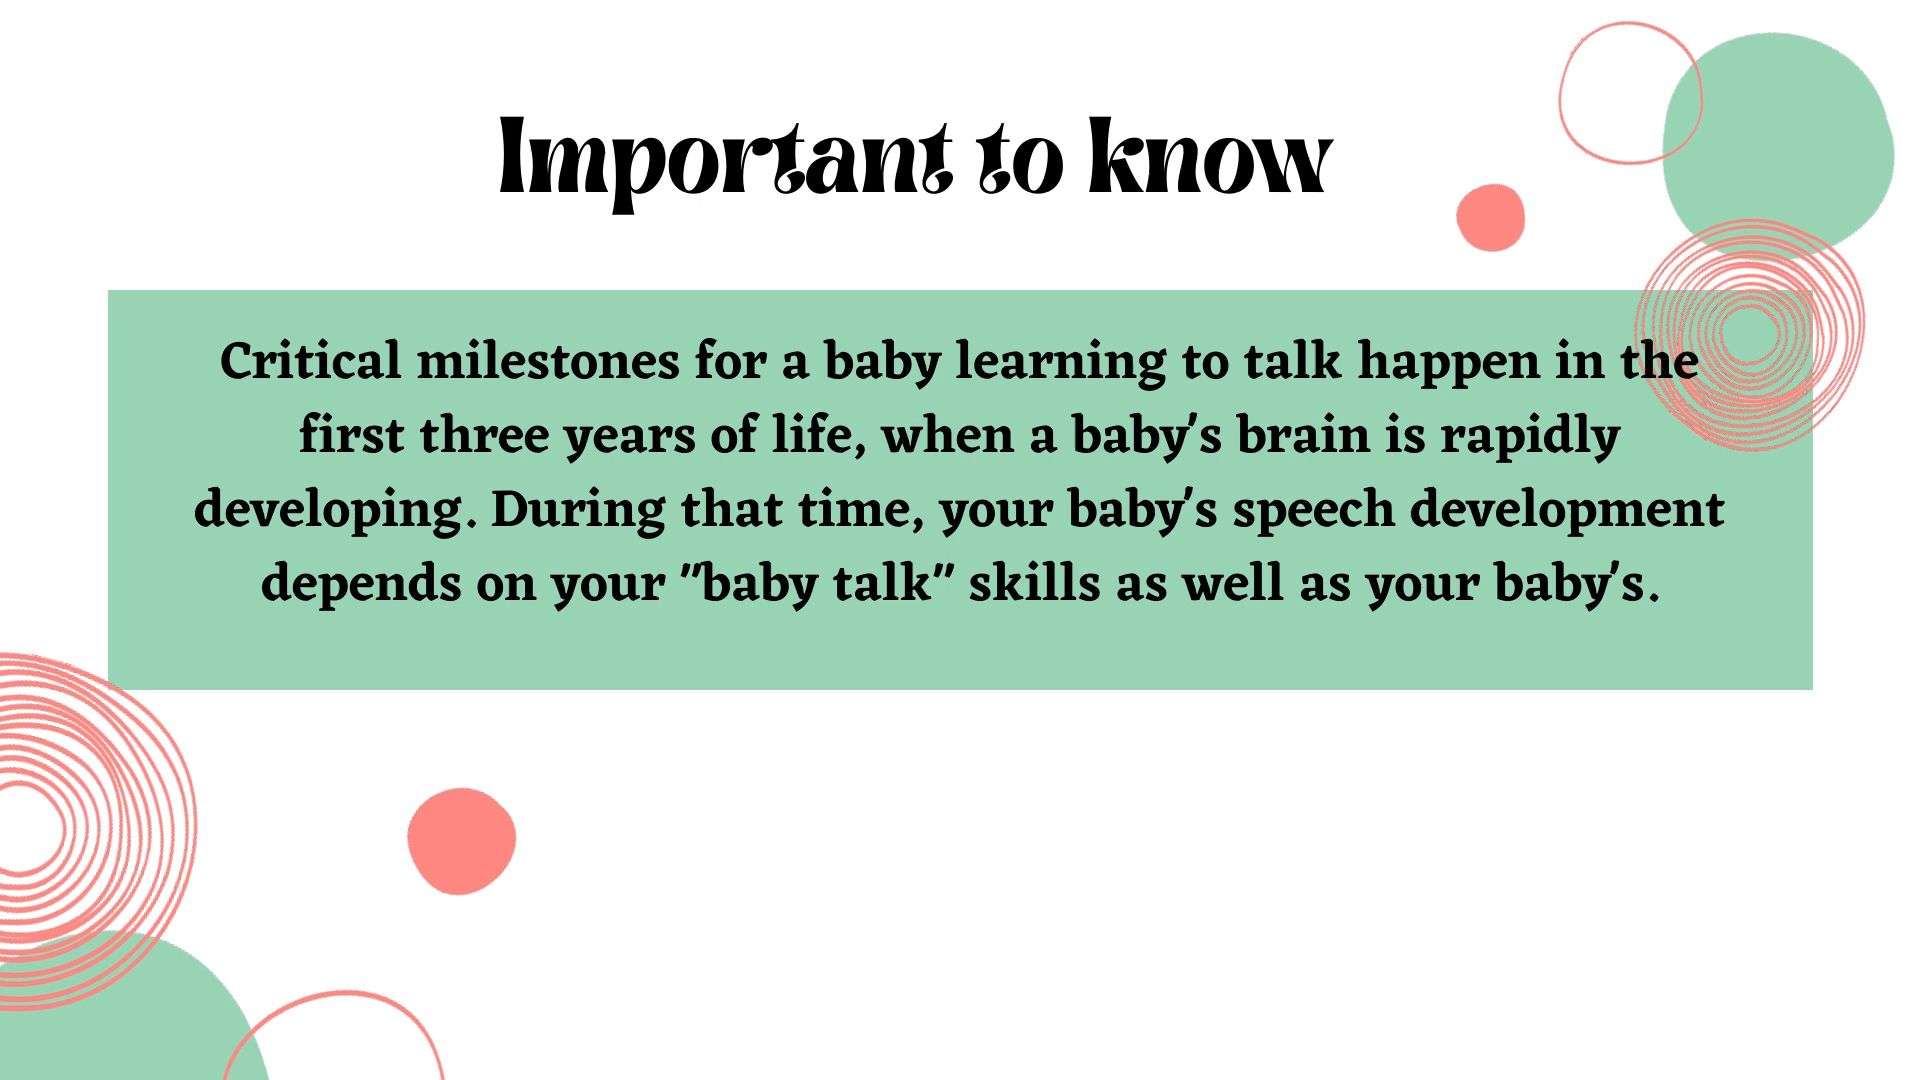 Important to know
Critical milestones for a baby learning to talk happen in the
first three years of life, when a baby's brain is rapidly
developing. During that time, your baby's speech development
depends on your "baby talk" skills as well as your baby's.